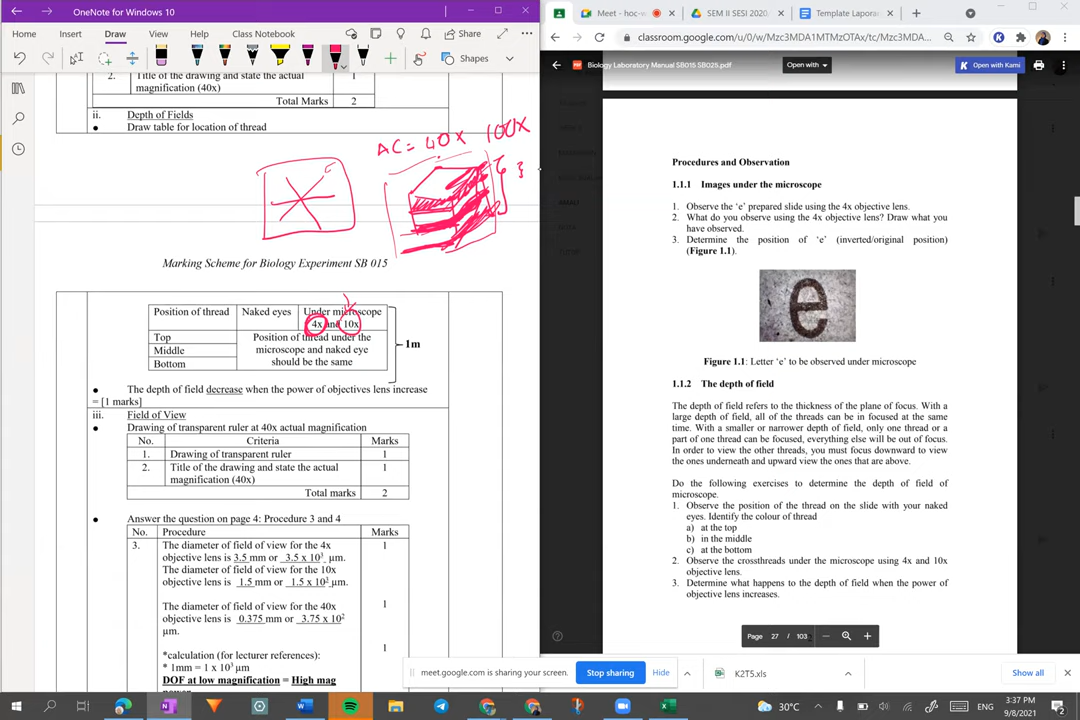 OneNote for Windows 10
Home
Insert
Draw
View
Help
Class Notebook
Share
Shapes
2.
Title of the drawing and state the actual
magnification (40x)
1
Total Marks
2
ii.
Depth of Fields
Draw table for location of thread
AC = 40x 100x
Marking Scheme for Biology Experiment SB 015
Position of thread
Naked eyes
Under microscope
4x and 10x
Top
Middle
Bottom
Position of thread under the
microscope and naked eye
should be the same
1m
The depth of field decrease when the power of objectives lens increase
= [1 marks]
iii.
Field of View
Drawing of transparent ruler at 40x actual magnification
No.
Criteria
Marks
1.
Drawing of transparent ruler
1
2.
Title of the drawing and state the actual
magnification (40x)
1
Total marks
2
Answer the question on page 4: Procedure 3 and 4
No.
Procedure
Marks
3.
The diameter of field of view for the 4x
objective lens is 3.5 mm or 3.5 x 10³ µm.
The diameter of field of view for the 10x
objective lens is 1.5 mm or 1.5 x 10³ µm.
1
The diameter of field of view for the 40x
objective lens is 0.375 mm or 3.75 x 10²
µm.
1
*calculation (for lecturer references):
* 1mm = 1 x 10³ µm
DOF at low magnification = High mag
power
1
Meet - hoc-w
SEM II SESI 2020
Template Lapora
classroom.google.com/u/0/w/Mzc3MDA1MTMzOTAx/tc/Mzc3MDA...
Biology Laboratory Manual SB015 SB025.pdf
Open with
Open with Kami
Procedures and Observation
1.1.1 Images under the microscope
1. Observe the ‘e’ prepared slide using the 4x objective lens.
2. What do you observe using the 4x objective lens? Draw what you
have observed.
3. Determine the position of ‘e’ (inverted/original position)
(Figure 1.1).
e
Figure 1.1: Letter ‘e’ to be observed under microscope
1.1.2 The depth of field
The depth of field refers to the thickness of the plane of focus. With a
large depth of field, all of the threads can be in focused at the same
time. With a smaller or narrower depth of field, only one thread or a
part of one thread can be focused, everything else will be out of focus.
In order to view the other threads, you must focus downward to view
the ones underneath and upward view the ones that are above.
Do the following exercises to determine the depth of field of
microscope.
1. Observe the position of the thread on the slide with your naked
eyes. Identify the colour of thread
a) at the top
b) in the middle
c) at the bottom
2. Observe the crossthreads under the microscope using 4x and 10x
objective lens.
3. Determine what happens to the depth of field when the power of
objective lens increases.
Page 27 / 103
meet.google.com is sharing your screen.
Stop sharing
Hide
K2T5.xls
Show all
30°C
ENG
3:37 PM
9/8/2021